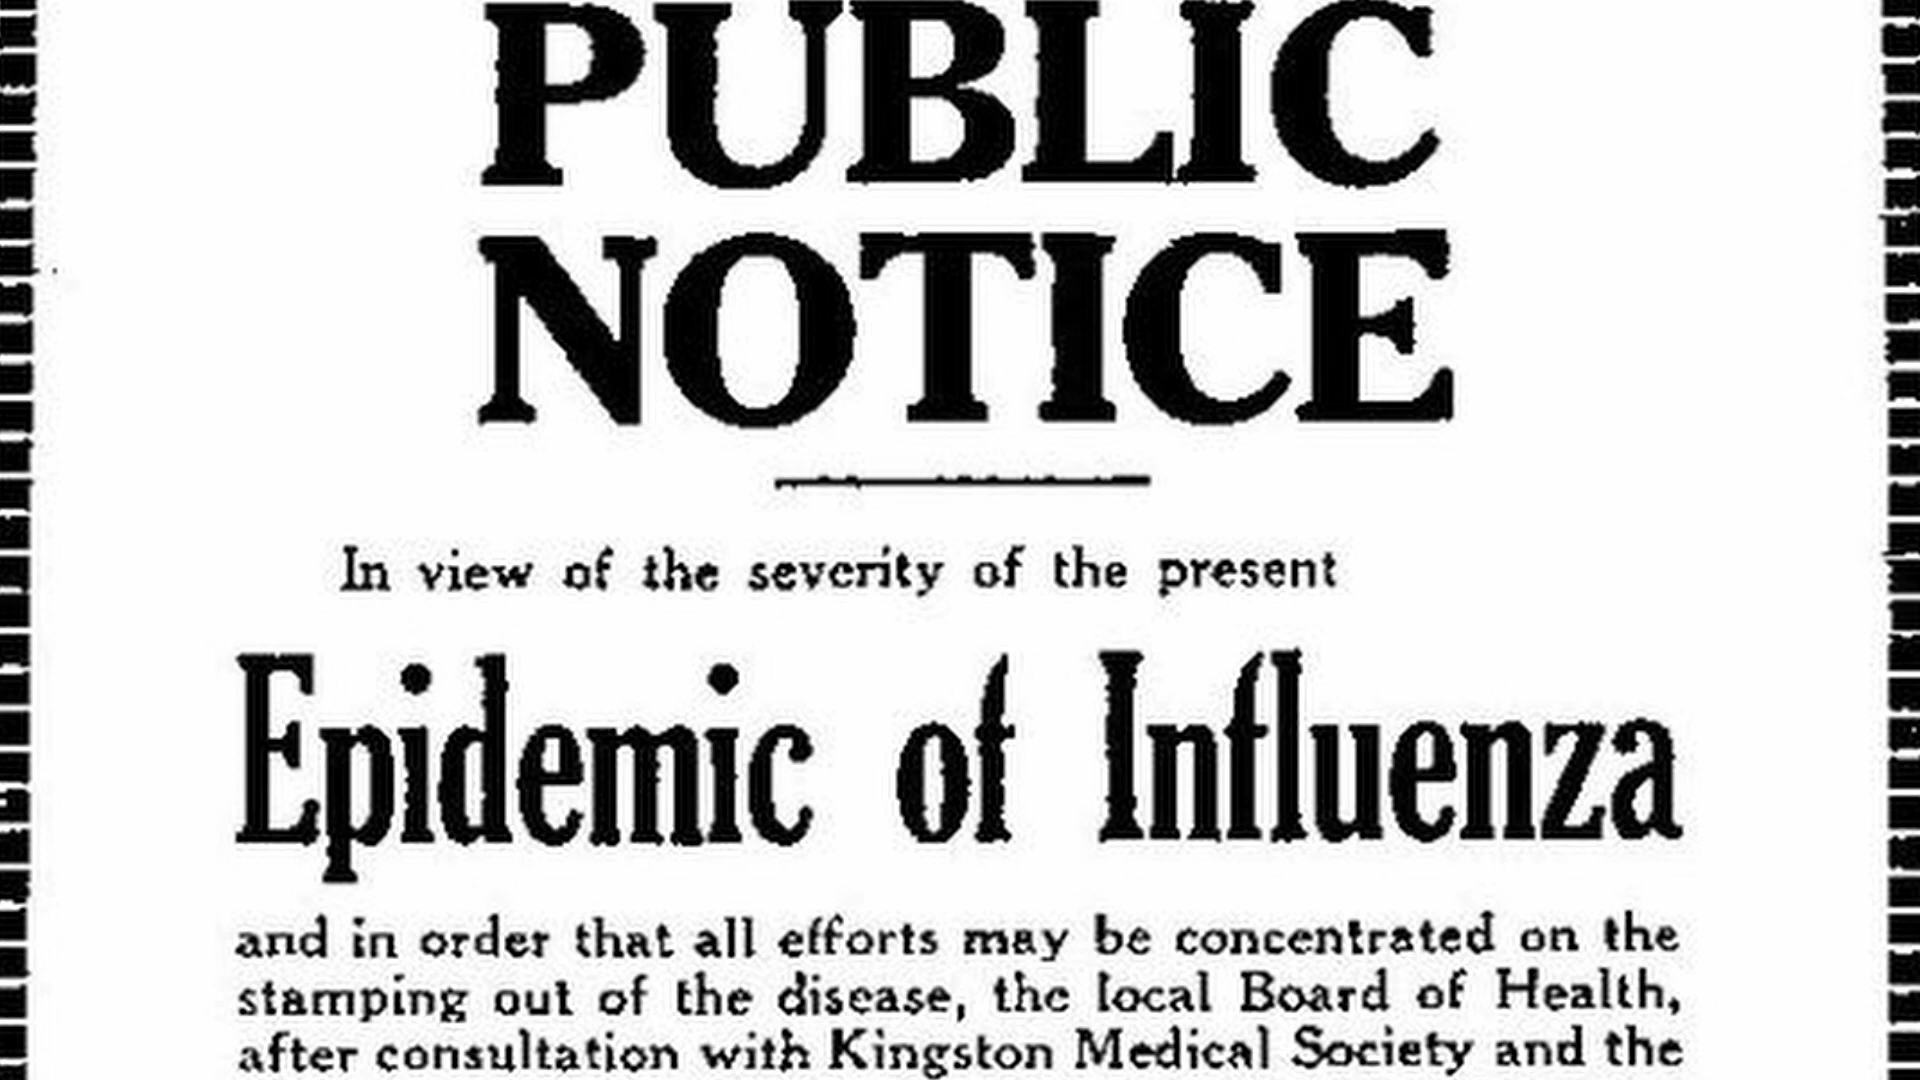 PUBLIC
NOTICE
In view of the severity of the present
Epidemic of Influenza
and in order that all efforts may be concentrated on the
stamping out of the disease, the local Board of Health,
after consultation with Kingston Medical Society and the